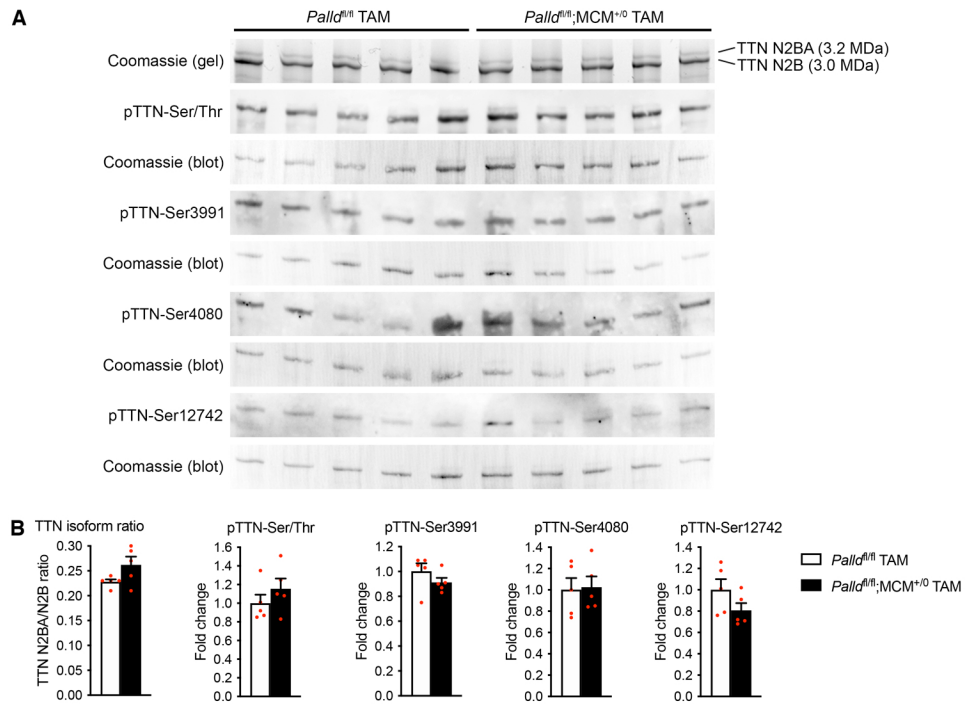 A
Palld^fl/fl TAM
Palld^fl/fl;MCM^+/0 TAM
Coomassie (gel)
TTN N2BA (3.2 MDa)
TTN N2B (3.0 MDa)
pTTN-Ser/Thr
Coomassie (blot)
pTTN-Ser3991
Coomassie (blot)
pTTN-Ser4080
Coomassie (blot)
pTTN-Ser12742
Coomassie (blot)
B
TTN isoform ratio
TTN N2BA/N2B ratio
0.30
0.25
0.20
0.15
0.10
0.05
0.00
pTTN-Ser/Thr
Fold change
1.6
1.4
1.2
1.0
0.8
0.6
0.4
0.2
0.0
pTTN-Ser3991
Fold change
1.2
1.0
0.8
0.6
0.4
0.2
0.0
pTTN-Ser4080
Fold change
1.4
1.2
1.0
0.8
0.6
0.4
0.2
0.0
pTTN-Ser12742
Fold change
1.4
1.2
1.0
0.8
0.6
0.4
0.2
0.0
Palld^fl/fl TAM
Palld^fl/fl;MCM^+/0 TAM